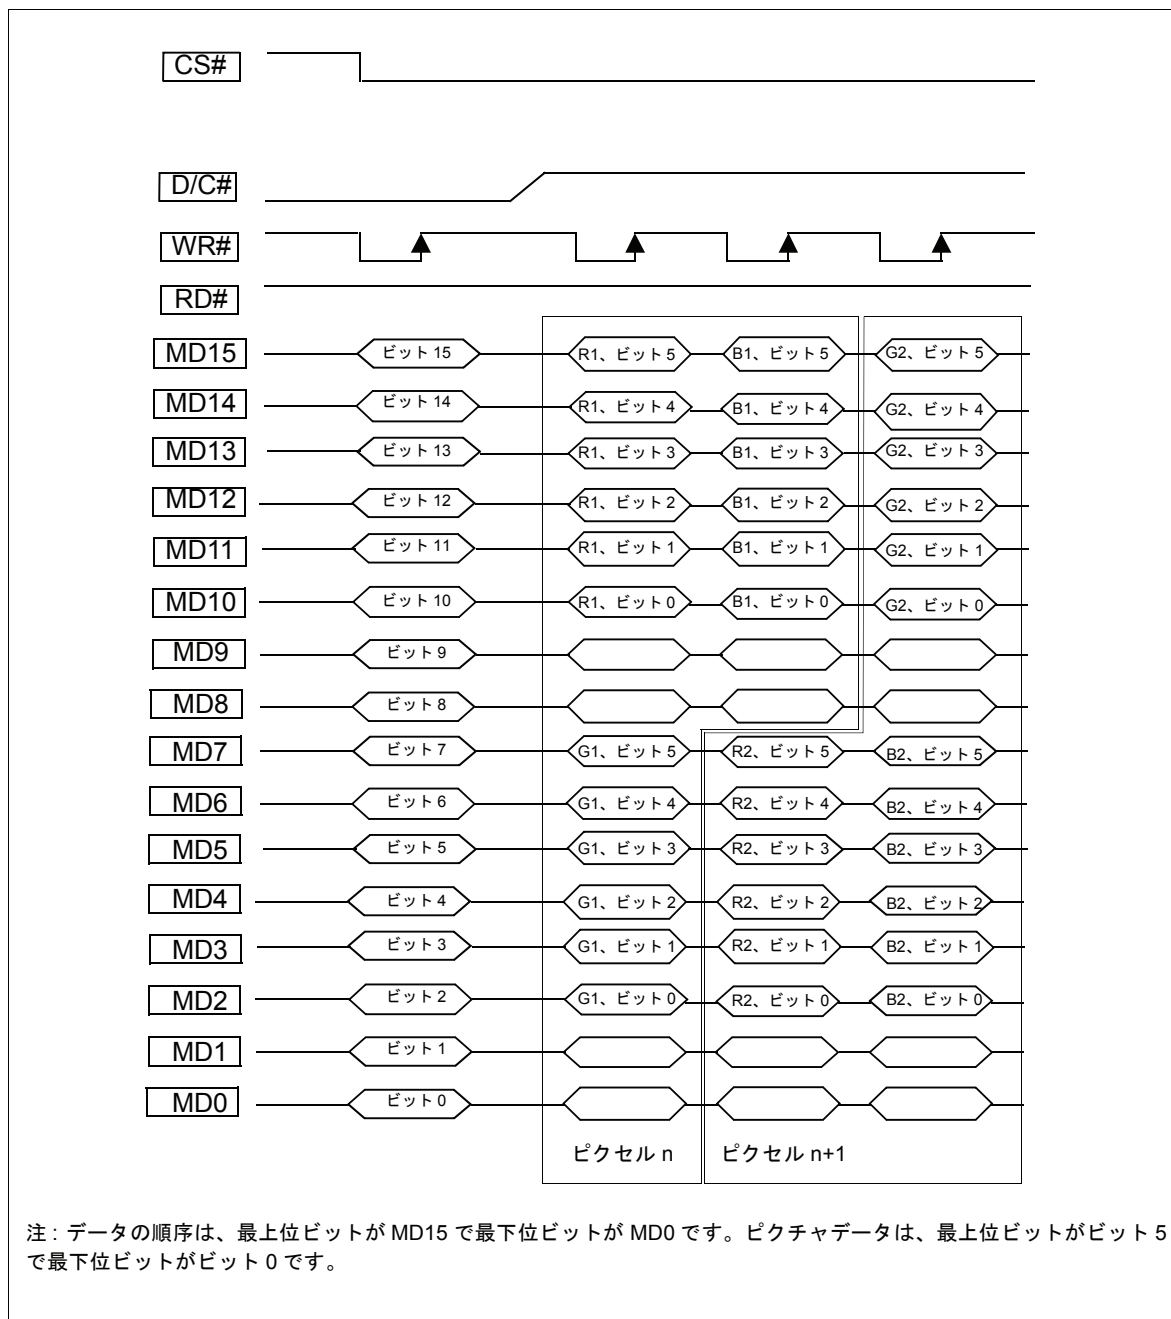 CS#
D/C#
WR#
RD#
MD15 ビット 15 R1、ビット 5 B1、ビット 5 G2、ビット 5
MD14 ビット 14 R1、ビット 4 B1、ビット 4 G2、ビット 4
MD13 ビット 13 R1、ビット 3 B1、ビット 3 G2、ビット 3
MD12 ビット 12 R1、ビット 2 B1、ビット 2 G2、ビット 2
MD11 ビット 11 R1、ビット 1 B1、ビット 1 G2、ビット 1
MD10 ビット 10 R1、ビット 0 B1、ビット 0 G2、ビット 0
MD9 ビット 9
MD8 ビット 8
MD7 ビット 7 G1、ビット 5 R2、ビット 5 B2、ビット 5
MD6 ビット 6 G1、ビット 4 R2、ビット 4 B2、ビット 4
MD5 ビット 5 G1、ビット 3 R2、ビット 3 B2、ビット 3
MD4 ビット 4 G1、ビット 2 R2、ビット 2 B2、ビット 2
MD3 ビット 3 G1、ビット 1 R2、ビット 1 B2、ビット 1
MD2 ビット 2 G1、ビット 0 R2、ビット 0 B2、ビット 0
MD1 ビット 1
MD0 ビット 0
ピクセル n ピクセル n+1
注 : データの順序は、最上位ビットが MD15 で最下位ビットが MD0 です。ピクチャデータは、最上位ビットがビット 5
で最下位ビットがビット 0 です。